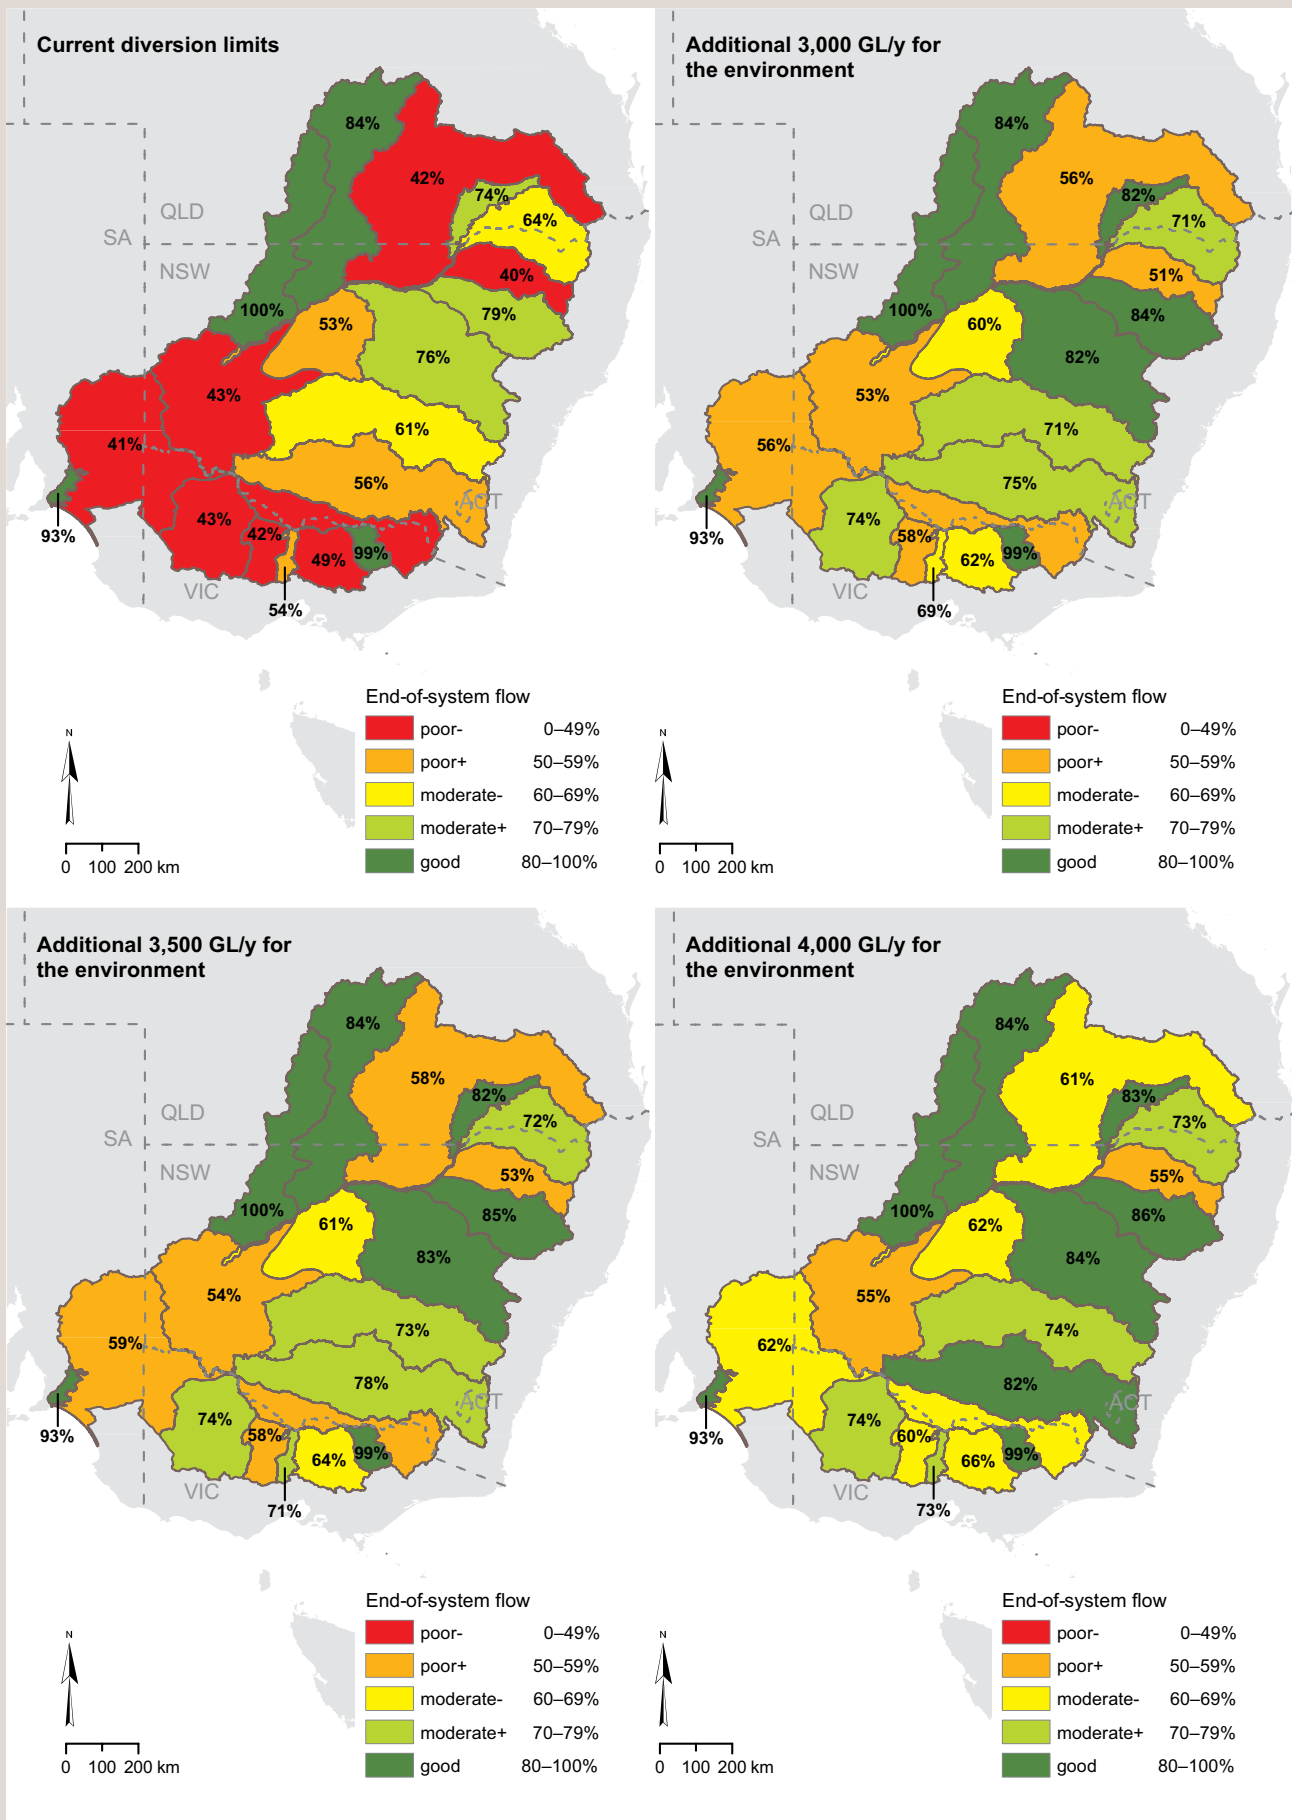 Current diversion limits
84%
42%
74%
64%
QLD
SA
NSW
40%
100%
53%
79%
76%
43%
61%
41%
56%
ACT
43%
42%
49%
99%
93%
VIC
54%
End-of-system flow
poor- 0–49%
poor+ 50–59%
moderate- 60–69%
moderate+ 70–79%
good 80–100%
N
0 100 200 km
Additional 3,000 GL/y for
the environment
84%
56%
82%
71%
QLD
SA
NSW
51%
100%
60%
84%
82%
53%
71%
56%
75%
ACT
74%
58%
62%
99%
93%
VIC
69%
End-of-system flow
poor- 0–49%
poor+ 50–59%
moderate- 60–69%
moderate+ 70–79%
good 80–100%
N
0 100 200 km
Additional 3,500 GL/y for
the environment
84%
58%
82%
72%
QLD
SA
NSW
53%
100%
61%
85%
83%
54%
73%
59%
78%
ACT
74%
58%
64%
99%
93%
VIC
71%
End-of-system flow
poor- 0–49%
poor+ 50–59%
moderate- 60–69%
moderate+ 70–79%
good 80–100%
N
0 100 200 km
Additional 4,000 GL/y for
the environment
84%
61%
83%
73%
QLD
SA
NSW
55%
100%
62%
86%
84%
55%
74%
62%
82%
ACT
74%
60%
66%
99%
93%
VIC
73%
End-of-system flow
poor- 0–49%
poor+ 50–59%
moderate- 60–69%
moderate+ 70–79%
good 80–100%
N
0 100 200 km